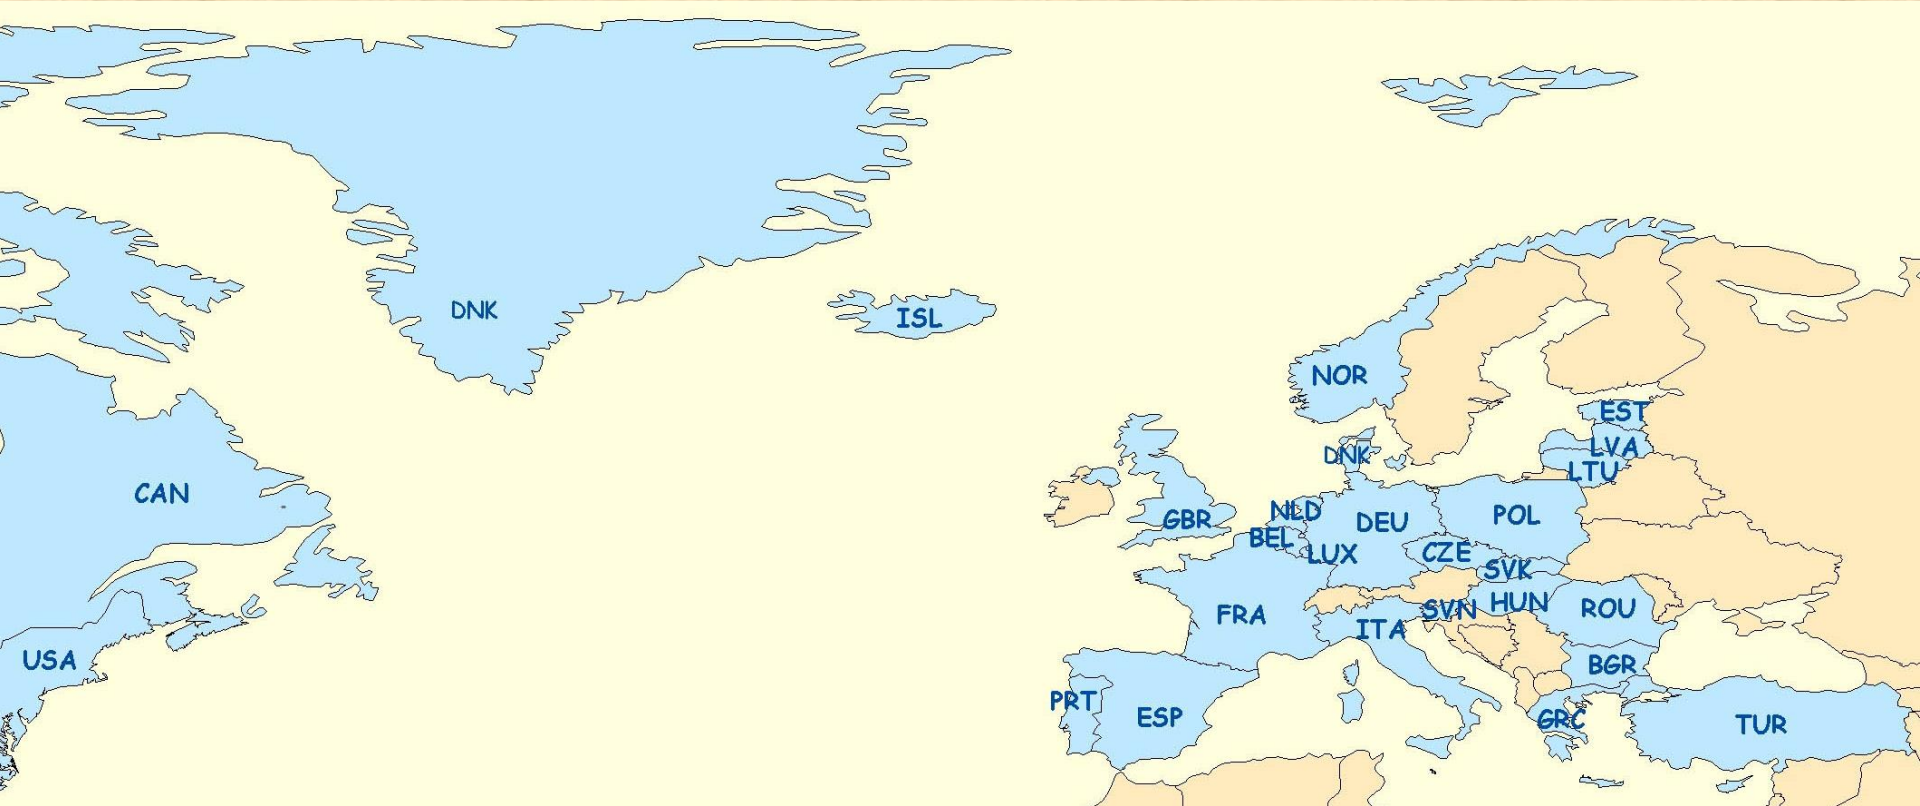 DNK
ISL
NOR
EST
LVA
DNK
LTU
CAN
NLD
POL
GBR
DEU
BEL
LUX
CZE
SVK
HUN
SVN
ROU
FRA
ITA
USA
BGR
PRT
ESP
GRC
TUR